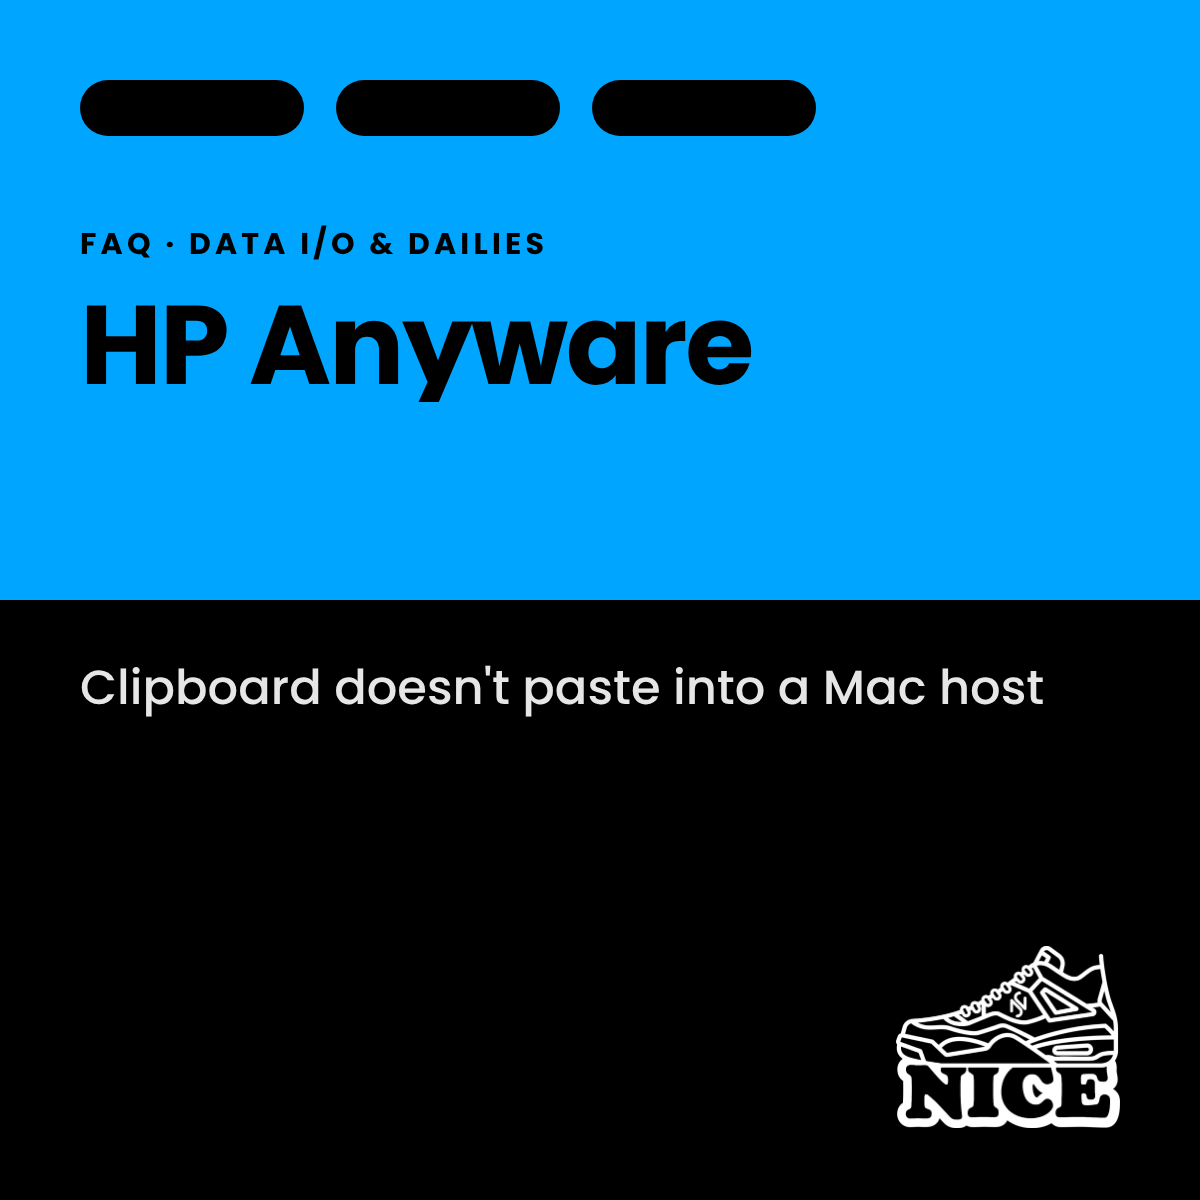 FAQ · DATA I/O & DAILIES
HP Anyware
Clipboard doesn't paste into a Mac host
NICE